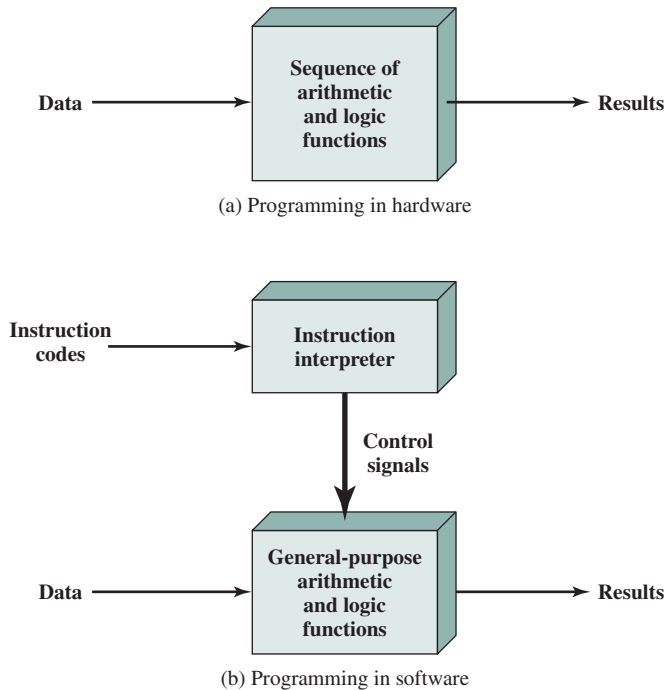 Data
Sequence of
arithmetic
and logic
functions
Results
(a) Programming in hardware
Instruction
codes
Instruction
interpreter
Control
signals
Data
General-purpose
arithmetic
and logic
functions
Results
(b) Programming in software